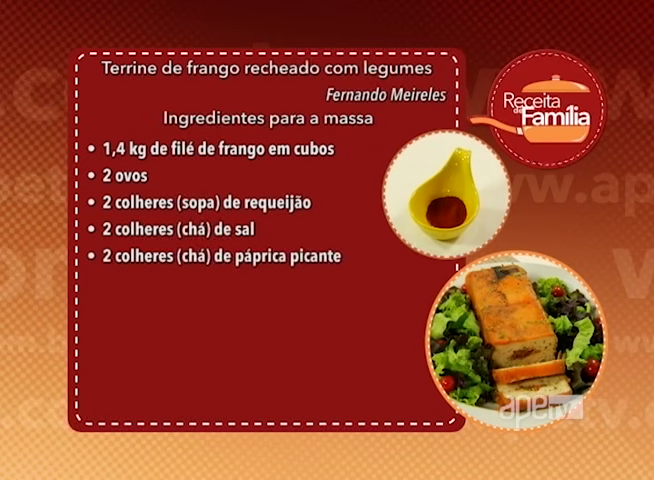 Terrine de frango recheado com legumes
Fernando Meireles
Ingredientes para a massa
• 1,4 kg de filé de frango em cubos
• 2 ovos
• 2 colheres (sopa) de requeijão
• 2 colheres (chá) de sal
• 2 colheres (chá) de páprica picante
Receita
de Família
apeTV